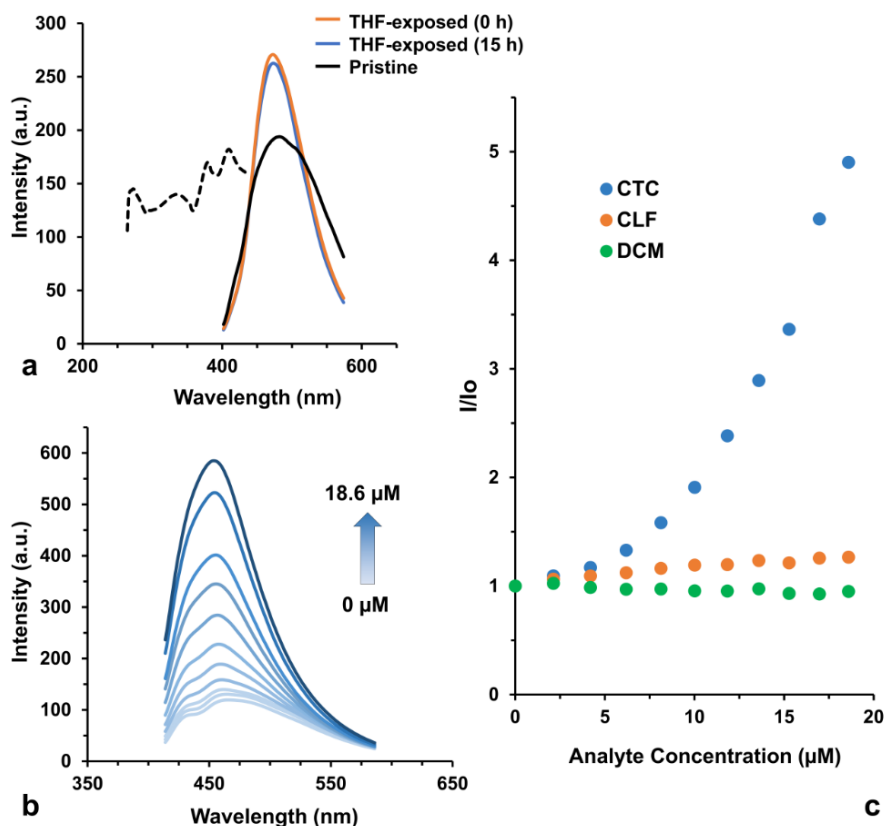 THF-exposed (0 h)
THF-exposed (15 h)
Pristine
Intensity (a.u.)
300
250
200
150
100
50
0
200
400
600
Wavelength (nm)
a
Intensity (a.u.)
600
500
400
300
200
100
0
18.6 µM
0 µM
350
450
550
650
Wavelength (nm)
b
I/Io
5
4
3
2
1
0
CTC
CLF
DCM
0
5
10
15
20
Analyte Concentration (µM)
c